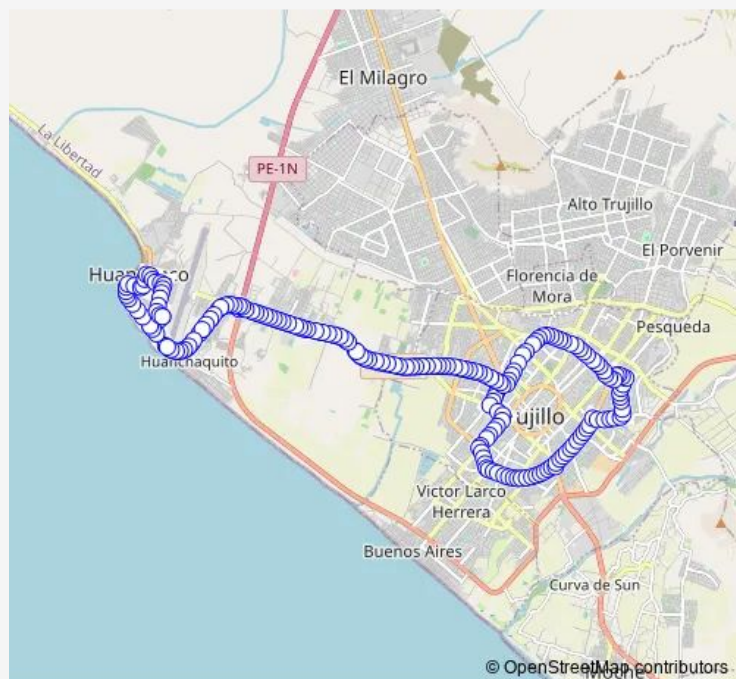 El Milagro
La Libertad
PE-1N
Alto Trujillo
El Porvenir
Florencia de
Mora
Pesqueda
Huanchaquito
Victor Larco
Herrera
Buenos Aires
Curva de Sun
© OpenStreetMap contributors
Moche